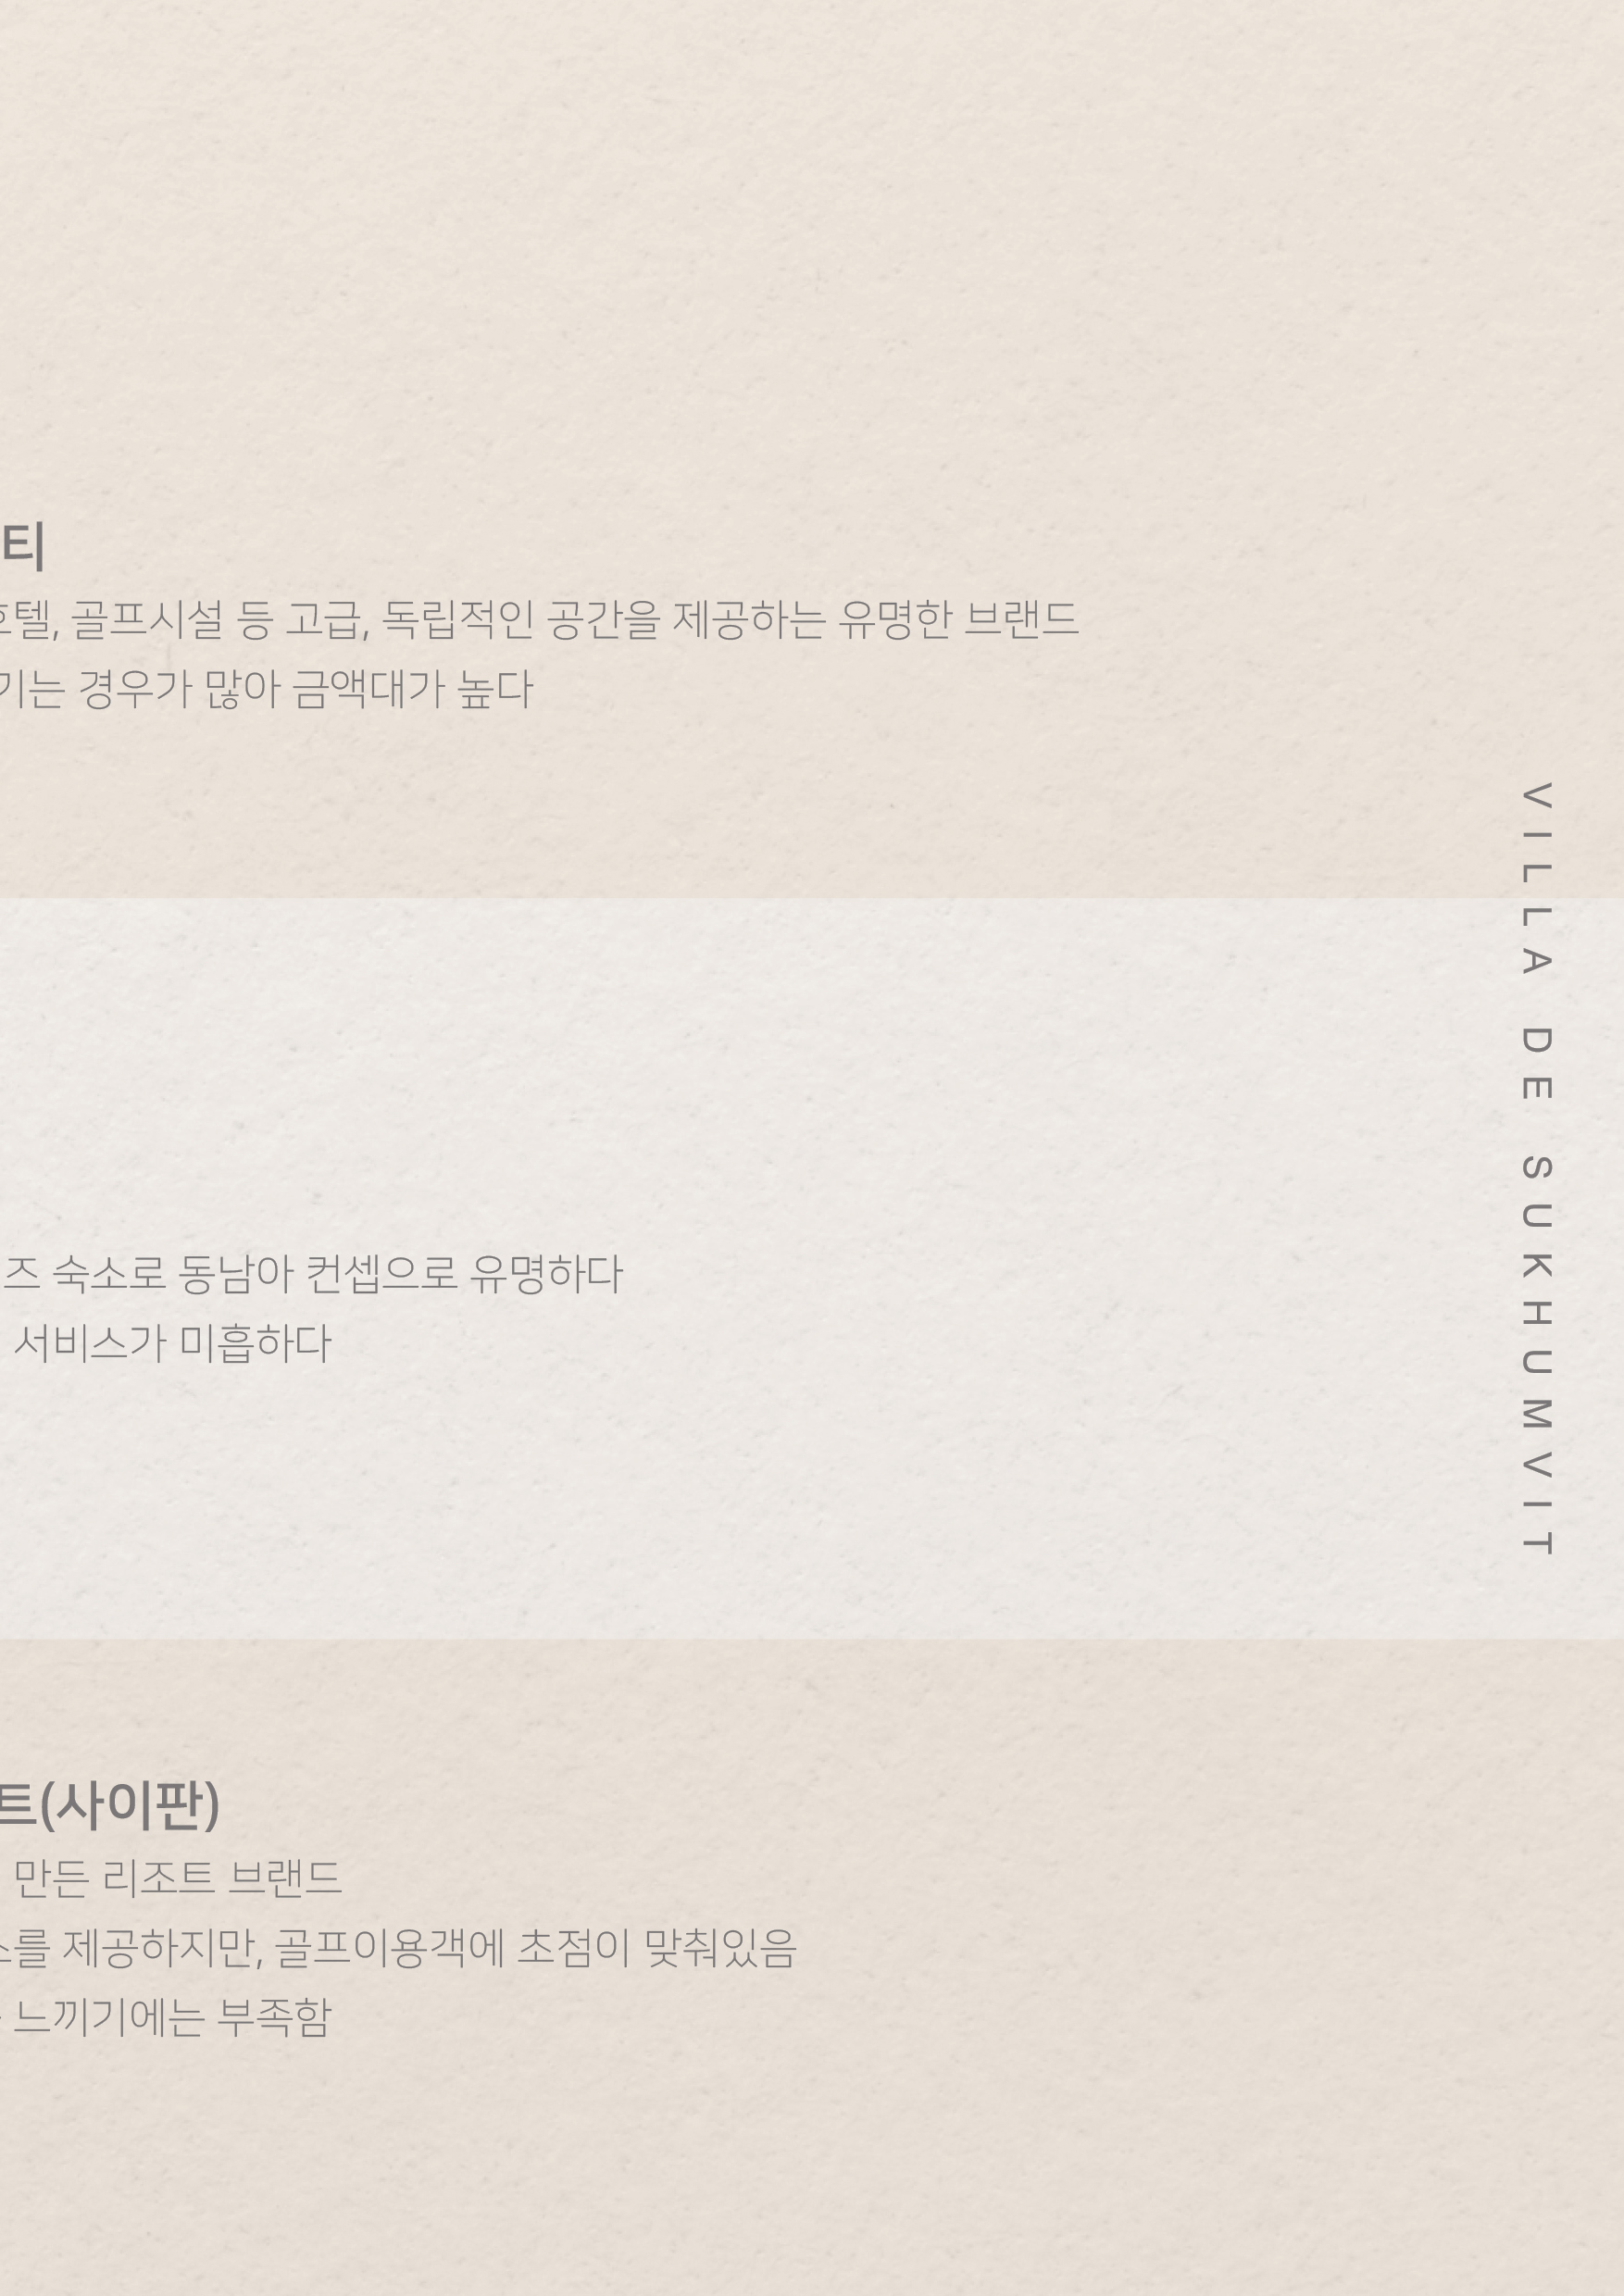 티
호텔, 골프시설 등 고급, 독립적인 공간을 제공하는 유명한 브랜드
기는 경우가 많아 금액대가 높다
즈 숙소로 동남아 컨셉으로 유명하다
서비스가 미흡하다
트(사이판)
만든 리조트 브랜드
스를 제공하지만, 골프이용객에 초점이 맞춰있음
느끼기에는 부족함
VILLA DE SUKHUMVIT